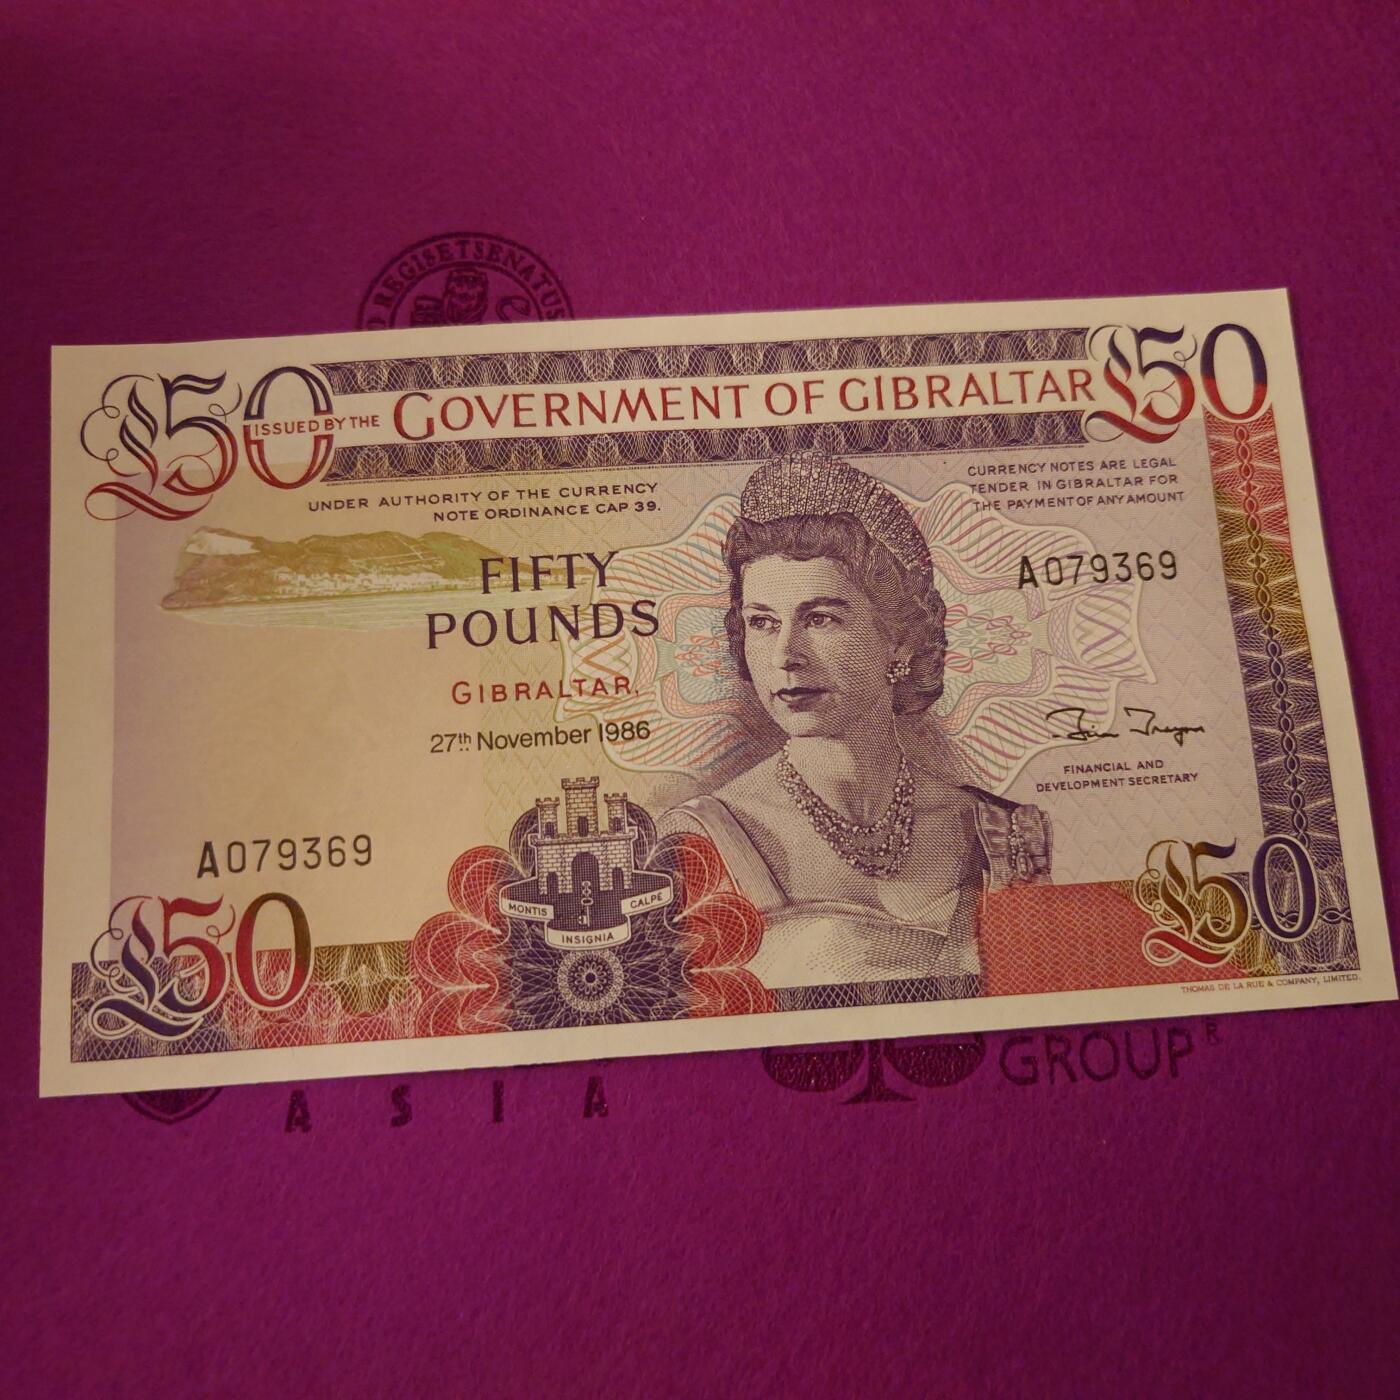 D REGISETSENATUS
£50
ISSUED BY THE GOVERNMENT OF GIBRALTAR
£50
UNDER AUTHORITY OF THE CURRENCY
NOTE ORDINANCE CAP 39.
CURRENCY NOTES ARE LEGAL
TENDER IN GIBRALTAR FOR
THE PAYMENT OF ANY AMOUNT
FIFTY
POUNDS
A079369
GIBRALTAR,
27th November 1986
FINANCIAL AND
DEVELOPMENT SECRETARY
A079369
MONTIS
CALPE
INSIGNIA
£50
£50
THOMAS DE LA RUE & COMPANY, LIMITED.
ASIA
GROUP R